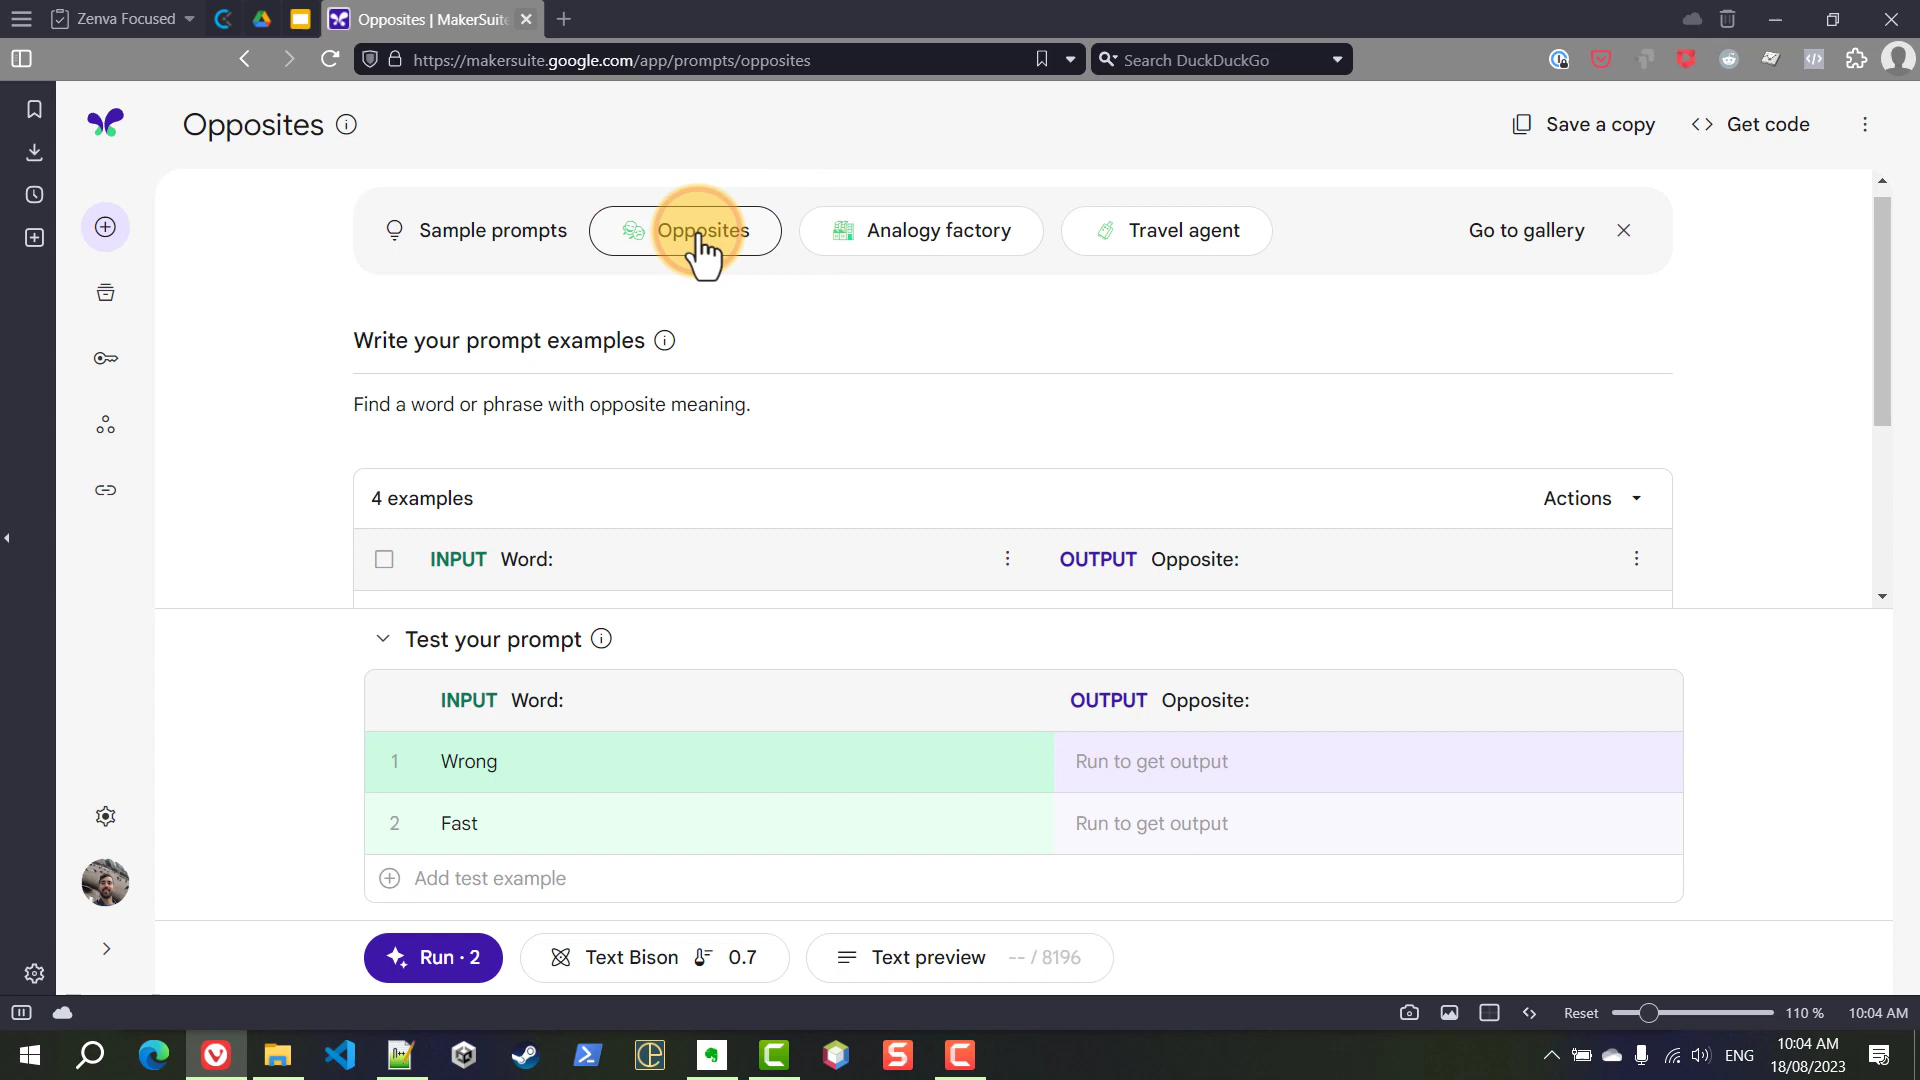 Zenva Focused
Opposites | MakerSuite
https://makersuite.google.com/app/prompts/opposites
Search DuckDuckGo
Opposites
Save a copy
Get code
Sample prompts
Opposites
Analogy factory
Travel agent
Go to gallery
Write your prompt examples
Find a word or phrase with opposite meaning.
4 examples
Actions
INPUT Word:
OUTPUT Opposite:
Test your prompt
INPUT Word:
OUTPUT Opposite:
1 Wrong
Run to get output
2 Fast
Run to get output
Add test example
Run · 2
Text Bison 0.7
Text preview -- / 8196
Reset
110 %
10:04 AM
ENG
10:04 AM
18/08/2023